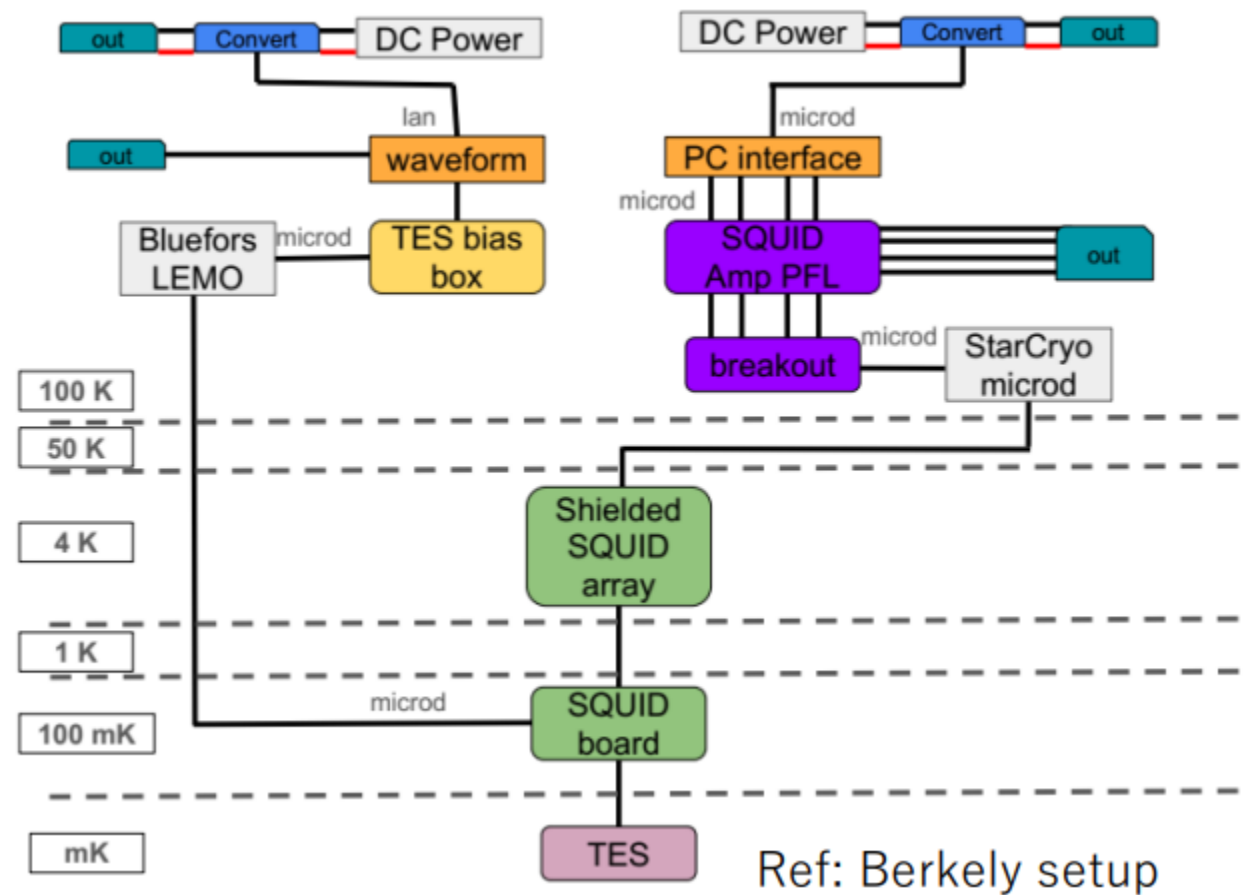 out
Convert
DC Power
DC Power
Convert
out
lan
microd
out
waveform
PC interface
microd
Bluefors
LEMO
microd
TES bias
box
SQUID
Amp PFL
out
breakout
microd
StarCryo
microd
100 K
50 K
Shielded
SQUID
array
4 K
1 K
microd
SQUID
board
100 mK
mK
TES
Ref: Berkely setup